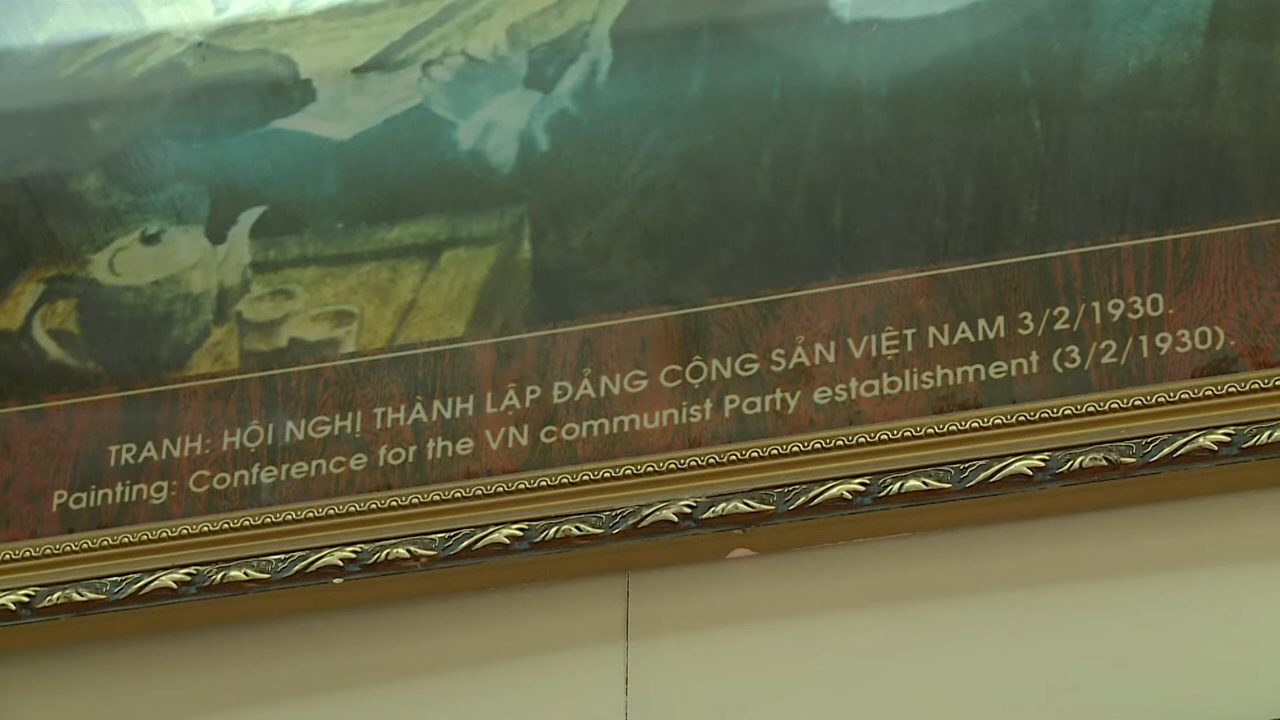 TRANH: HỘI NGHỊ THÀNH LẬP ĐẢNG CỘNG SẢN VIỆT NAM 3/2/1930.
Painting: Conference for the VN communist Party establishment (3/2/1930).